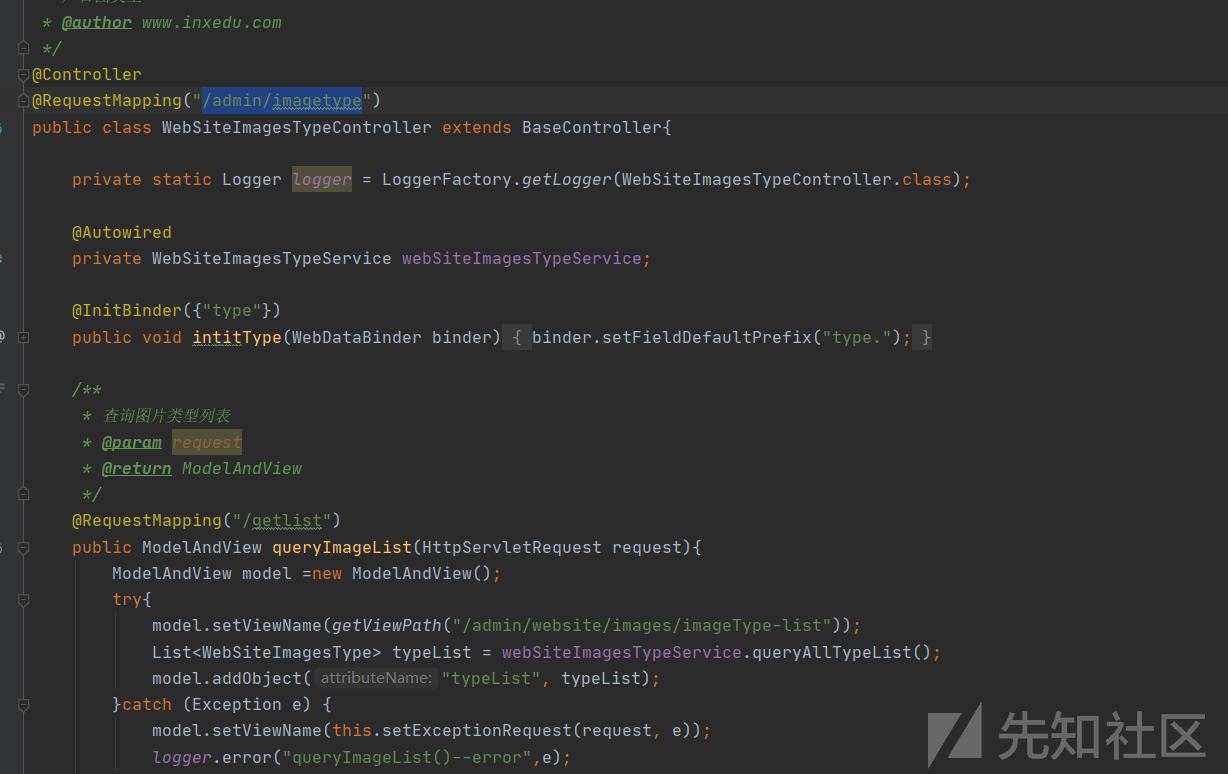 * @author www.inxedu.com
*/
@Controller
@RequestMapping("/admin/imagetype")
public class WebSiteImagesTypeController extends BaseController{
private static Logger logger = LoggerFactory.getLogger(WebSiteImagesTypeController.class);
@Autowired
private WebSiteImagesTypeService webSiteImagesTypeService;
@InitBinder({"type"})
public void intitType(WebDataBinder binder) { binder.setFieldDefaultPrefix("type."); }
/**
* 查询图片类型列表
* @param request
* @return ModelAndView
*/
@RequestMapping("/getlist")
public ModelAndView queryImageList(HttpServletRequest request){
ModelAndView model =new ModelAndView();
try{
model.setViewName(getViewPath("/admin/website/images/imageType-list"));
List<WebSiteImagesType> typeList = webSiteImagesTypeService.queryAllTypeList();
model.addObject( attributeName: "typeList", typeList);
}catch (Exception e) {
model.setViewName(this.setExceptionRequest(request, e));
logger.error("queryImageList()--error",e);
先知社区